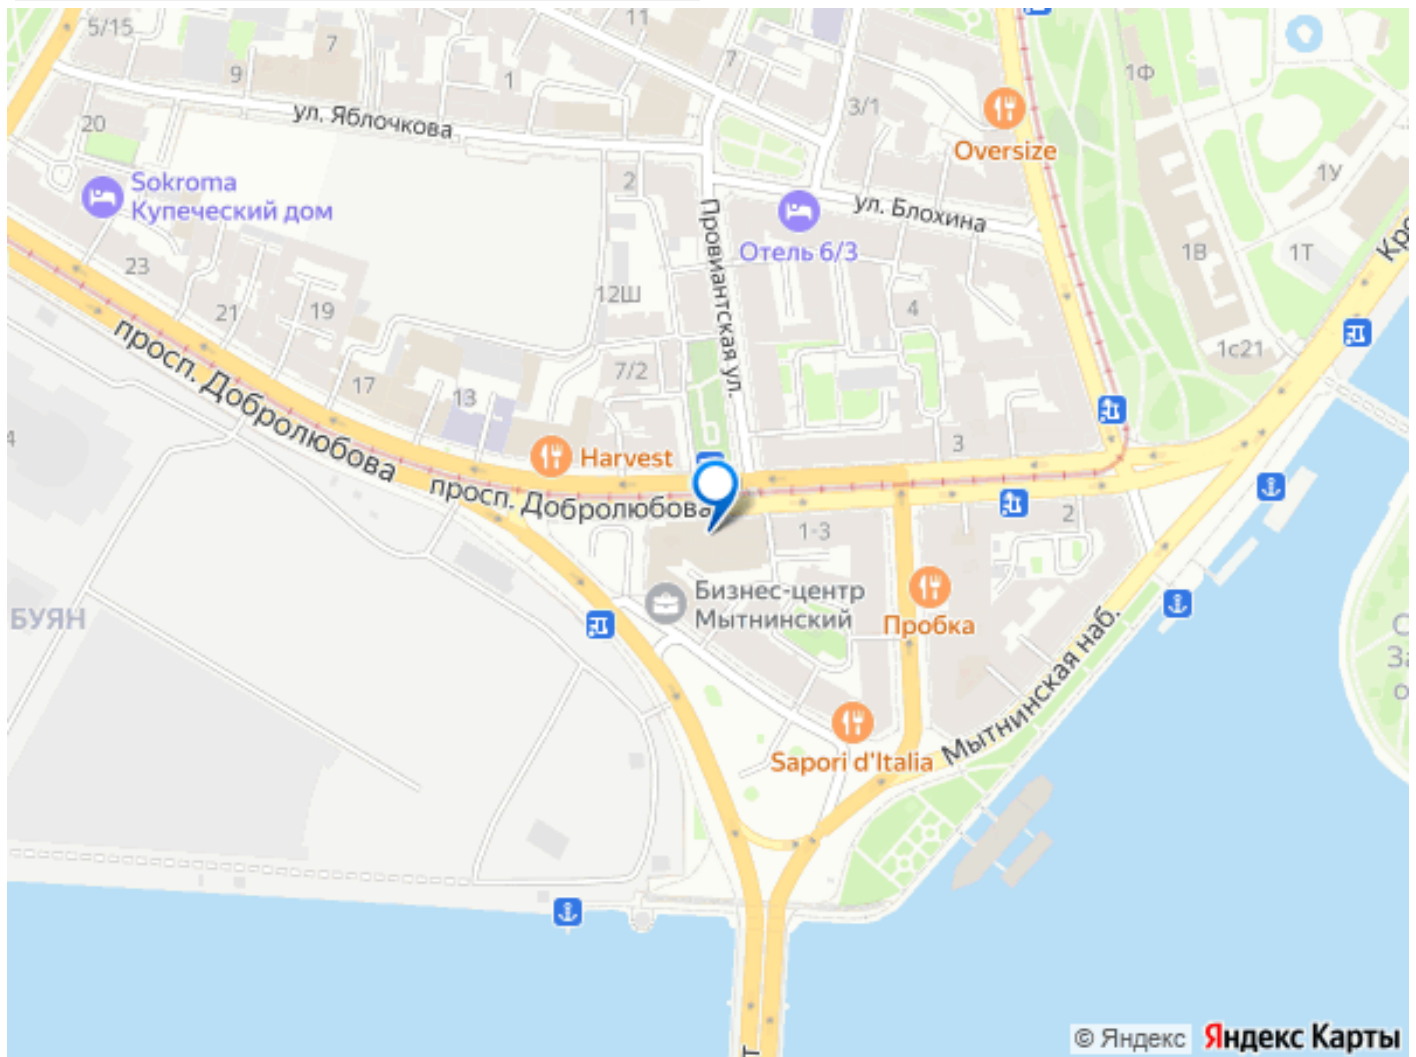 5/15
11
7
7
9
1
1Ф
3/1
ул. Яблочкова
20
Oversize
1У
2
Sokroma
Купеческий дом
ул. Блохина
Провиантская ул.
Отель 6/3
1В
1Т
23
12Ш
4
21
19
1с21
просп. Добролюбова
7/2
17
13
3
Harvest
просп. Добролюбова
1-3
2
4
Бизнес-центр
Мытнинский
БУЯН
Пробка
Мытнинская наб.
Sapori d'Italia
© Яндекс
Яндекс Карты